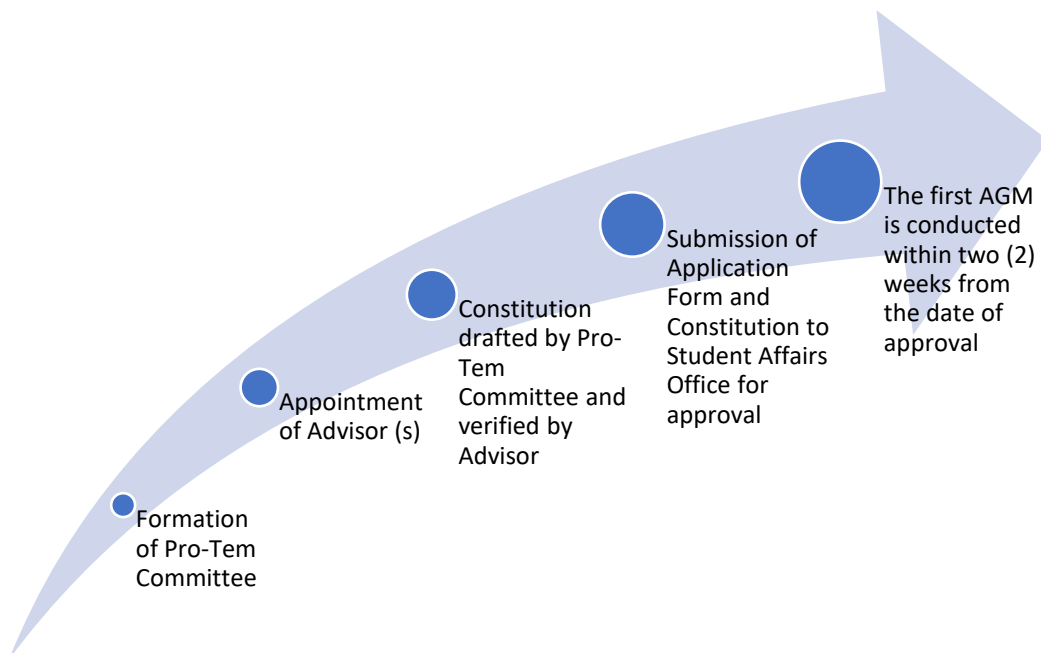 Formation
of Pro-Tem
Committee
Appointment
of Advisor (s)
Constitution
drafted by Pro-
Tem
Committee and
verified by
Advisor
Submission of
Application
Form and
Constitution to
Student Affairs
Office for
approval
The first AGM
is conducted
within two (2)
weeks from
the date of
approval